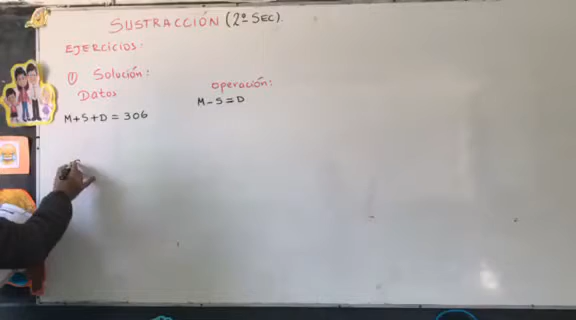 SUSTRACCIÓN (2º SEC).
EJERCICIOS:
① Solución:
Datos
operación:
M - S = D
M + S + D = 306